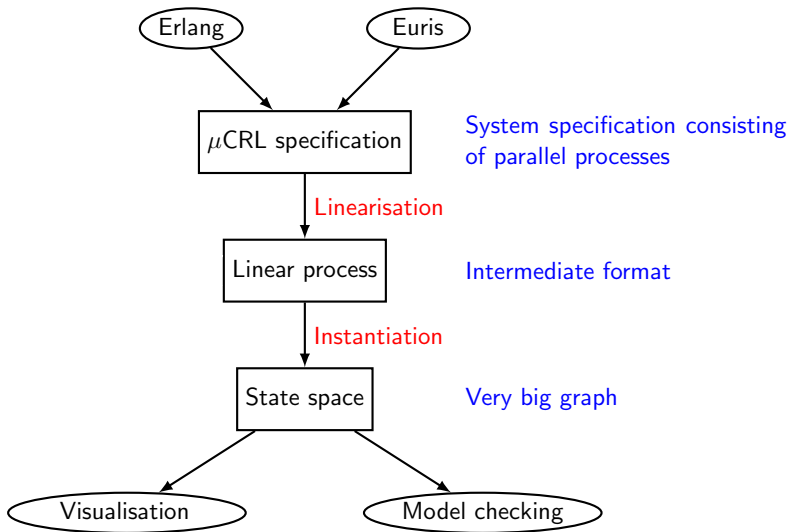 Erlang
Euris
μCRL specification
System specification consisting
of parallel processes
Linearisation
Linear process
Intermediate format
Instantiation
State space
Very big graph
Visualisation
Model checking